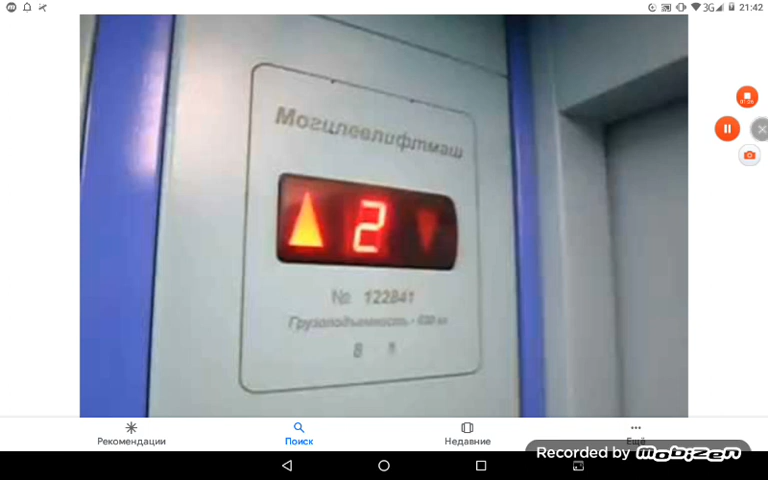 3G 21:42
Могилевлифтмаш
2
№ 122841
Грузоподъемность -
8
Рекомендации
Поиск
Недавние
Ещё
Recorded by mobizen